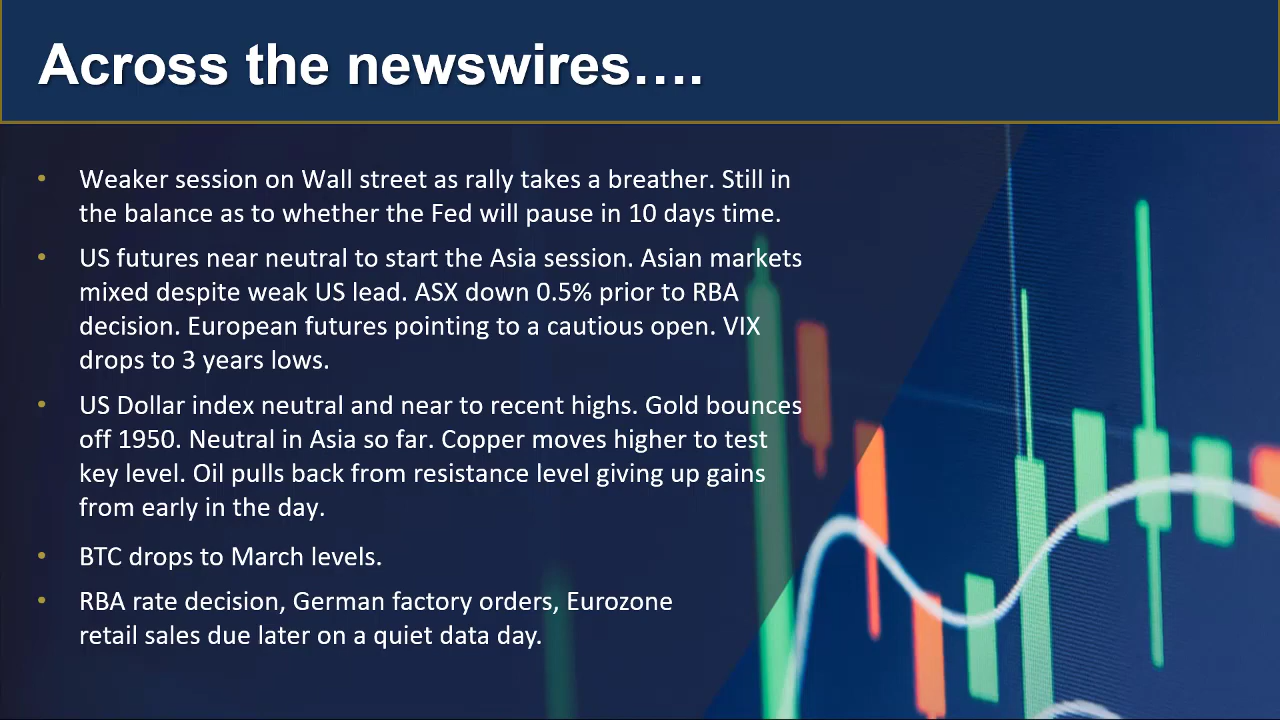 Across the newswires….
• Weaker session on Wall street as rally takes a breather. Still in
the balance as to whether the Fed will pause in 10 days time.
• US futures near neutral to start the Asia session. Asian markets
mixed despite weak US lead. ASX down 0.5% prior to RBA
decision. European futures pointing to a cautious open. VIX
drops to 3 years lows.
• US Dollar index neutral and near to recent highs. Gold bounces
off 1950. Neutral in Asia so far. Copper moves higher to test
key level. Oil pulls back from resistance level giving up gains
from early in the day.
• BTC drops to March levels.
• RBA rate decision, German factory orders, Eurozone
retail sales due later on a quiet data day.